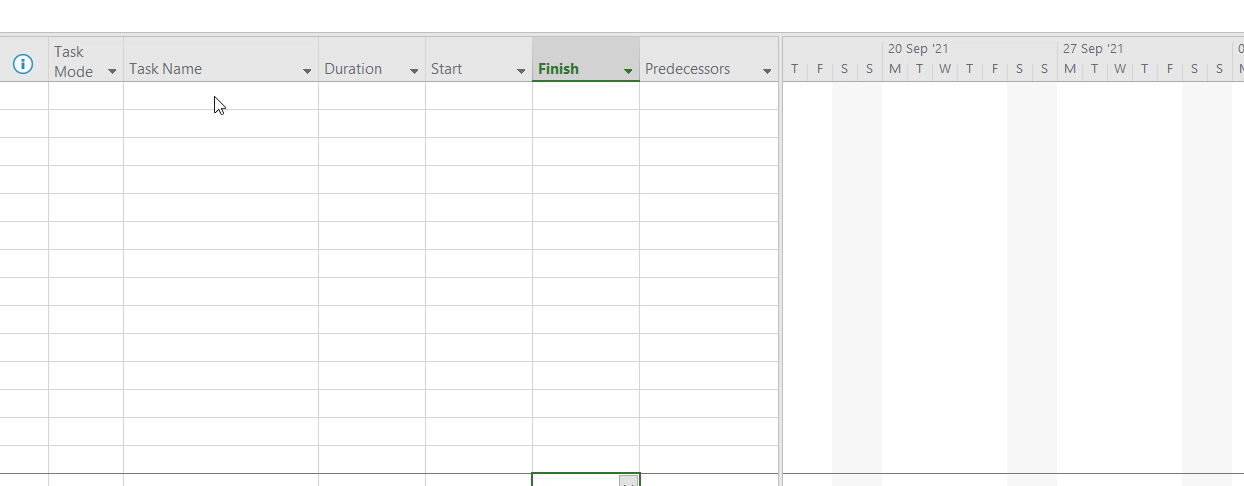 Task Mode
Task Name
Duration
Start
Finish
Predecessors
20 Sep '21
27 Sep '21
T F S S M T W T F S S M T W T F S S